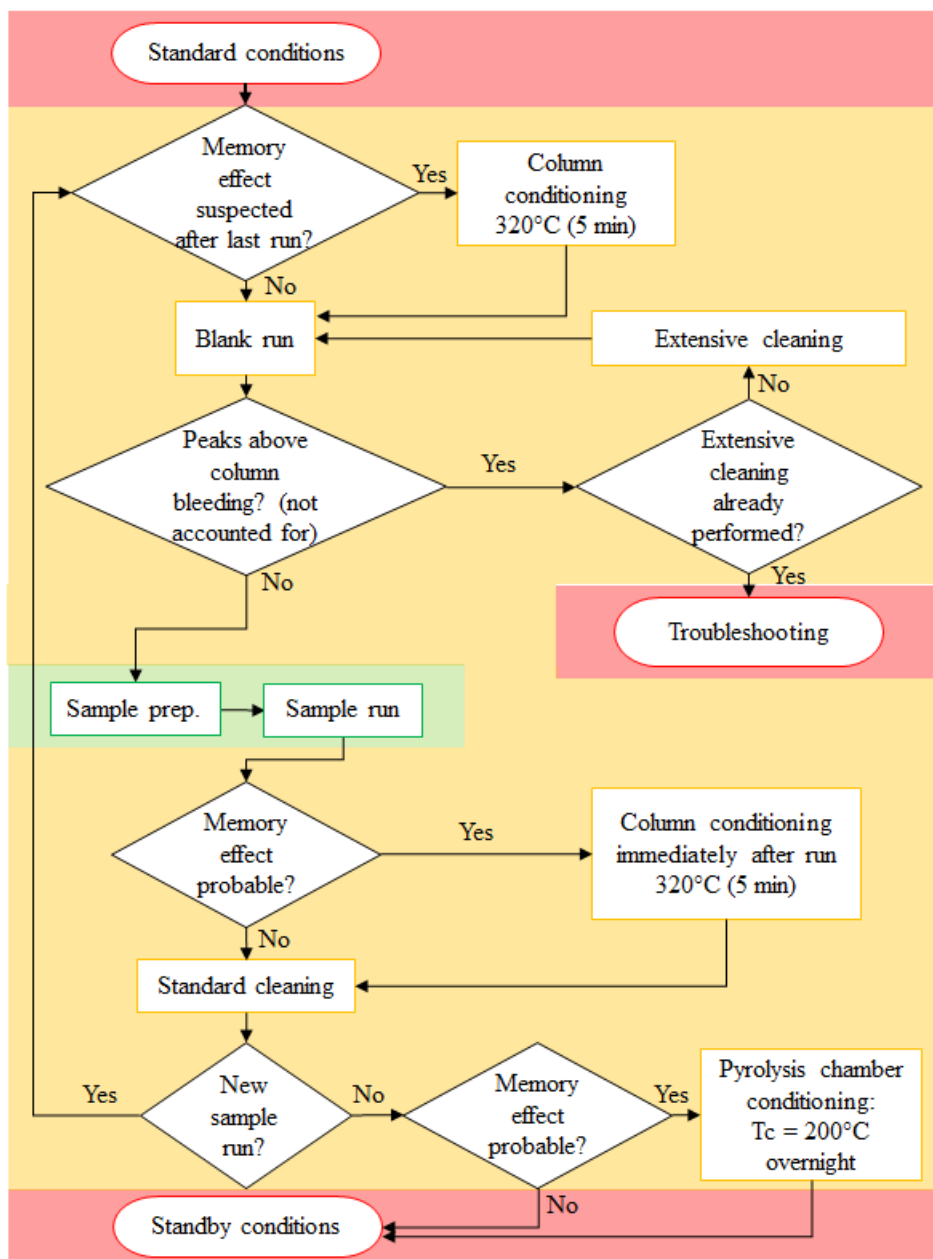 Standard conditions
Memory
effect
suspected
after last run?
Yes
Column
conditioning
320°C (5 min)
No
Blank run
Extensive cleaning
No
Peaks above
column
bleeding? (not
accounted for)
Yes
Extensive
cleaning
already
performed?
No
Yes
Troubleshooting
Sample prep.
Sample run
Memory
effect
probable?
Yes
Column conditioning
immediately after run
320°C (5 min)
No
Standard cleaning
Yes
New
sample
run?
No
Memory
effect
probable?
Yes
Pyrolysis chamber
conditioning:
Tc = 200°C
overnight
No
Standby conditions